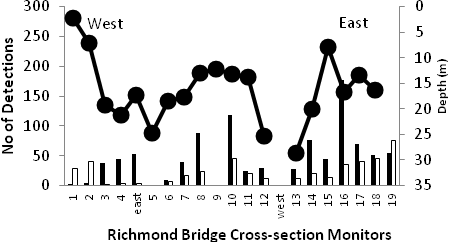 300
250
200
150
100
50
0
No of Detections
West
East
0
5
10
15
20
25
30
35
Depth (m)
1 2 3 4 east 5 6 7 8 9 10 11 12 west 13 14 15 16 17 18 19
Richmond Bridge Cross-section Monitors